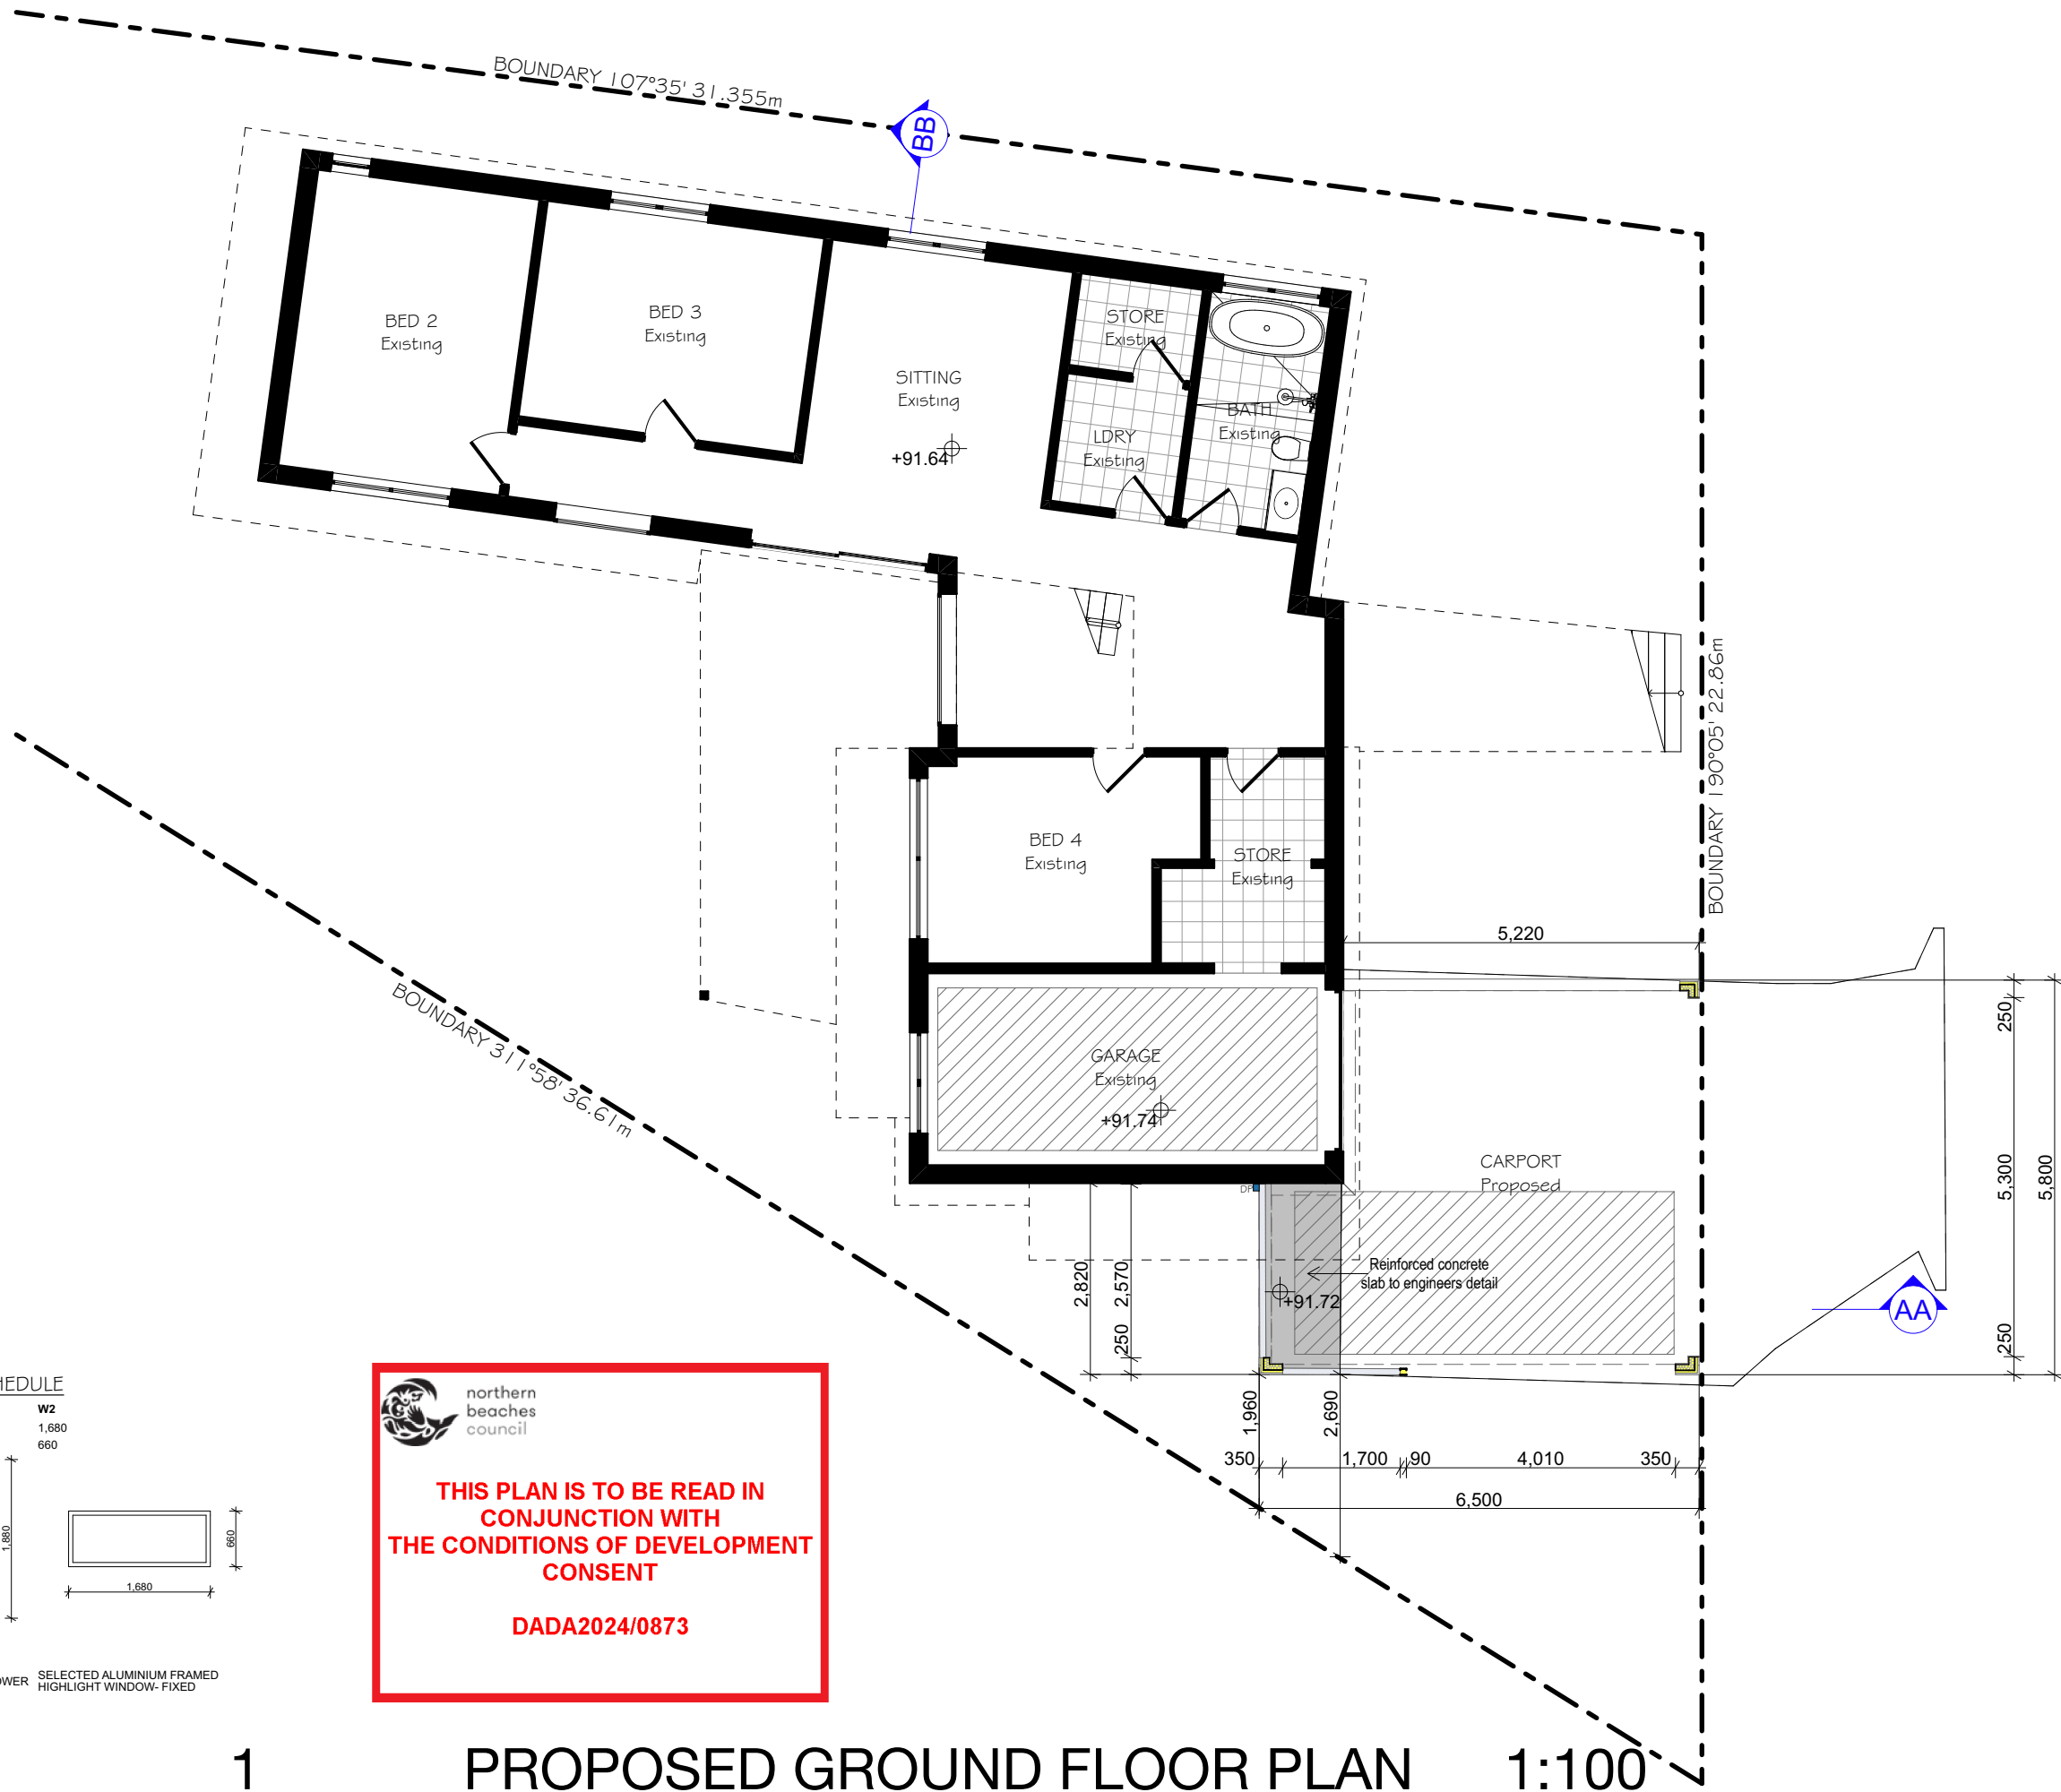 BOUNDARY 107°35' 31.355m
BB
BED 2
Existing
BED 3
Existing
SITTING
Existing
+91.64
STORE
Existing
LDRY
Existing
BATH
Existing
BOUNDARY 190°05' 22.86m
BED 4
Existing
STORE
Existing
5,220
BOUNDARY 311°58' 36.61m
GARAGE
Existing
+91.74
CARPORT
Proposed
250
5,300
5,800
250
DP
Reinforced concrete
slab to engineers detail
+91.72
2,820
2,570
250
AA
1,960
2,690
350
1,700
90
4,010
350
6,500
HEDULE
W2
1,680
660
1,880
660
1,680
OWER
SELECTED ALUMINIUM FRAMED
HIGHLIGHT WINDOW- FIXED
northern
beaches
council
THIS PLAN IS TO BE READ IN
CONJUNCTION WITH
THE CONDITIONS OF DEVELOPMENT
CONSENT
DADA2024/0873
1 PROPOSED GROUND FLOOR PLAN 1:100